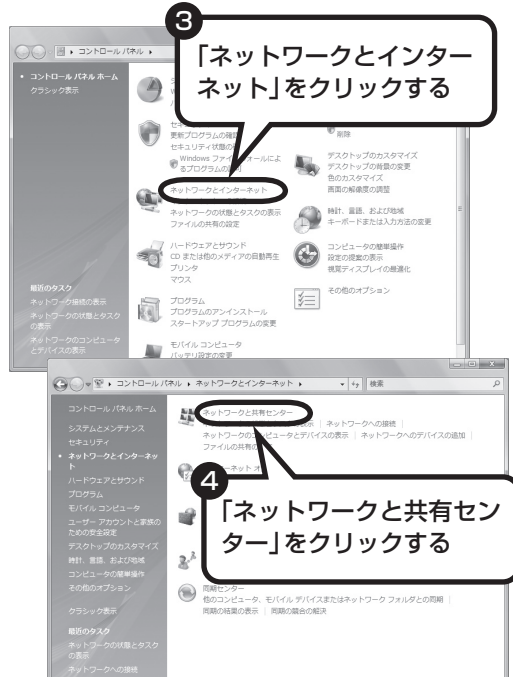 3
「ネットワークとインター
ネット」をクリックする
コントロール パネル
コントロール パネル ホーム
クラシック表示
更新プログラムの確認
セキュリティ状態の
Windows ファイ
るプログラムの
削除
ネットワークとインターネット
ネットワークの状態とタスクの表示
ファイルの共有の設定
ハードウェアとサウンド
CD または他のメディアの自動再生
プリンタ
マウス
プログラム
プログラムのアンインストール
スタートアップ プログラムの変更
モバイル コンピュータ
バッテリ設定の変更
デスクトップのカスタマイズ
デスクトップの背景の変更
色のカスタマイズ
画面の解像度の調整
時計、言語、および地域
キーボードまたは入力方法の変更
コンピュータの簡単操作
設定の提案の表示
視覚ディスプレイの最適化
その他のオプション
最近のタスク
ネットワーク接続の表示
ネットワークの状態とタスク
の表示
ネットワークのコンピュータ
とデバイスの表示
コントロール パネル ネットワークとインターネット
検索
コントロール パネル ホーム
システムとメンテナンス
セキュリティ
ネットワークとインターネッ
ト
ハードウェアとサウンド
プログラム
モバイル コンピュータ
ユーザー アカウントと家族の
ための安全設定
デスクトップのカスタマイズ
時計、言語、および地域
コンピュータの簡単操作
その他のオプション
クラシック表示
最近のタスク
ネットワークの状態とタスク
の表示
ネットワークへの接続
ネットワークと共有センター
の表示 | ネットワークへの接続 |
ネットワークのコンピュータとデバイスの表示 | ネットワークへのデバイスの追加 |
ファイルの共有の
4
「ネットワークと共有セン
ター」をクリックする
同期センター
他のコンピュータ、モバイル デバイスまたはネットワーク フォルダとの同期 |
同期の結果の表示 | 同期の競合の解決